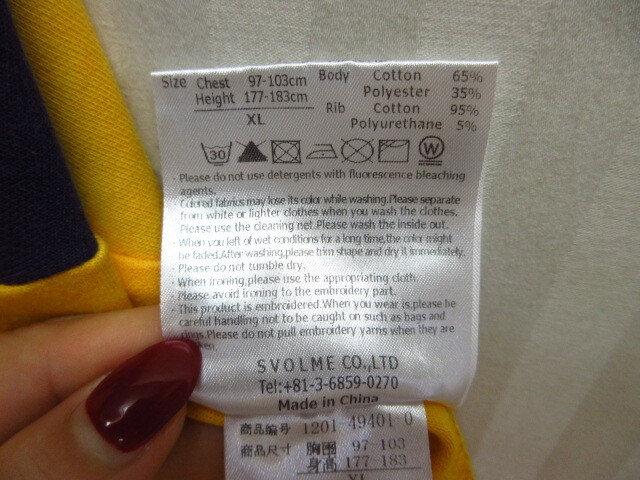 Size Chest 97-103cm Body Cotton 65%
Height 177-183cm Polyester 35%
XL Rib Cotton 95%
Polyurethane 5%
30 W
· Please do not use detergents with fluorescence bleaching
agents.
Colored fabrics may lose its color while washing.Please separate
from white or lighter clothes when you wash the clothes.
Please use the cleaning net.Please wash the inside out.
· When you left of wet conditions for a long time,the color might
be faded.After washing,please trim shape and dry it immediately.
· Please do not tumble dry.
· When ironing,please use the appropriating cloth.
· Please avoid ironing to the embroidery part.
· This product is embroidered.When you wear is,please be
careful handling not to be caught on such as bags and
rings.Please do not pull embroidery yarns when they are
SVOLME CO.,LTD
Tel:+81-3-6859-0270
Made in China
商品編号 1201-49401 0
商品尺寸 胸圍 97-103
身高 177-183
XL